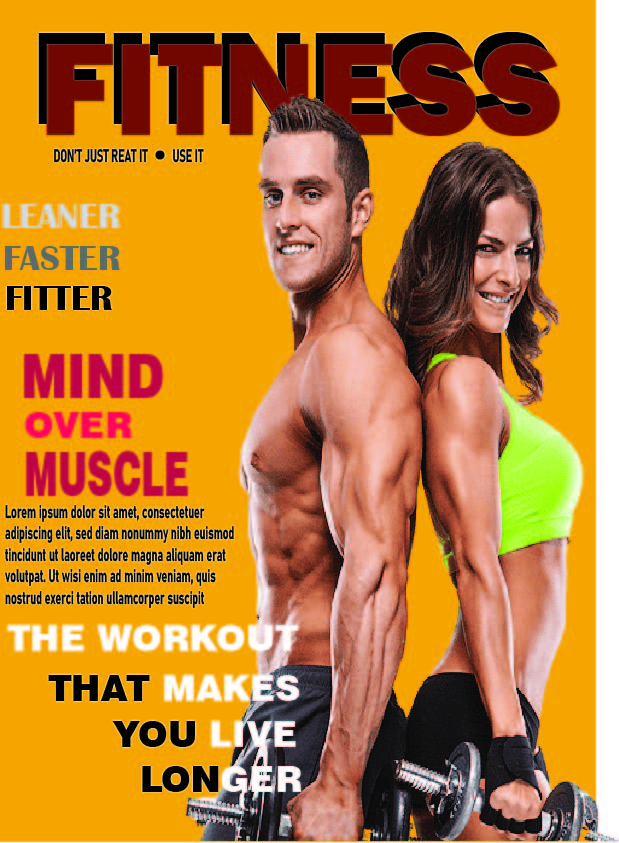 FITNESS
DON'T JUST REAT IT ● USE IT
LEANER
FASTER
FITTER
MIND
OVER
MUSCLE
Lorem ipsum dolor sit amet, consectetuer
adipiscing elit, sed diam nonummy nibh euismod
tincidunt ut laoreet dolore magna aliquam erat
volutpat. Ut wisi enim ad minim veniam, quis
nostrud exerci tation ullamcorper suscipit
THE WORKOUT
THAT MAKES
YOU LIVE
LONGER